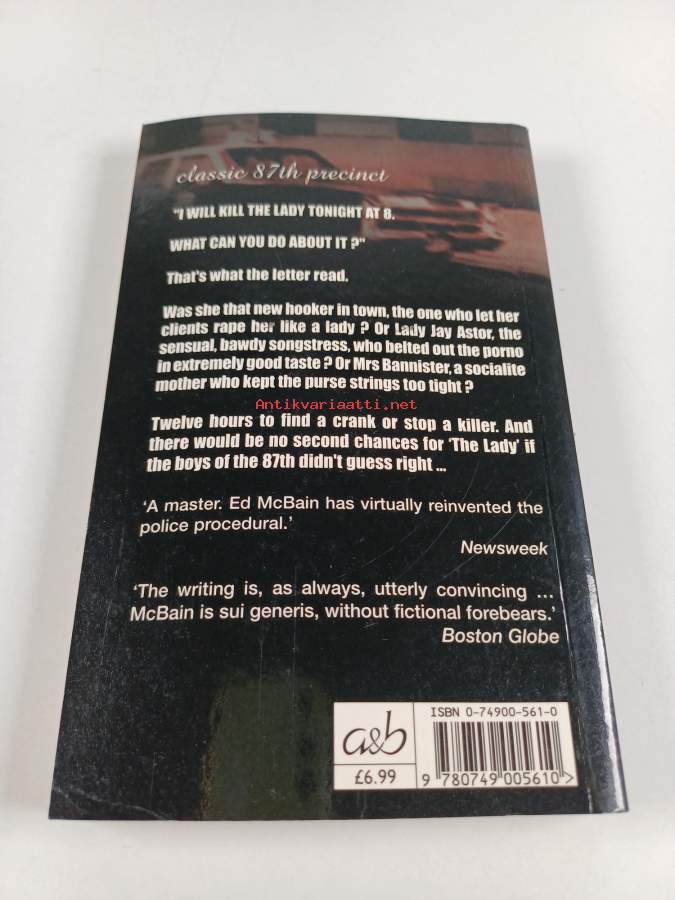 classic 87th precinct
"I WILL KILL THE LADY TONIGHT AT 8.
WHAT CAN YOU DO ABOUT IT ?"
That's what the letter read.
Was she that new hooker in town, the one who let her
clients rape her like a lady ? Or Lady Jay Astor, the
sensual, bawdy songstress, who belted out the porno
in extremely good taste ? Or Mrs Bannister, a socialite
mother who kept the purse strings too tight ?
Antikvariaatti.net
Twelve hours to find a crank or stop a killer. And
there would be no second chances for 'The Lady' if
the boys of the 87th didn't guess right ...
'A master. Ed McBain has virtually reinvented the
police procedural.'
Newsweek
'The writing is, as always, utterly convincing ...
McBain is sui generis, without fictional forebears.'
Boston Globe
a&b
£6.99
ISBN 0-74900-561-0
9 780749 005610 >